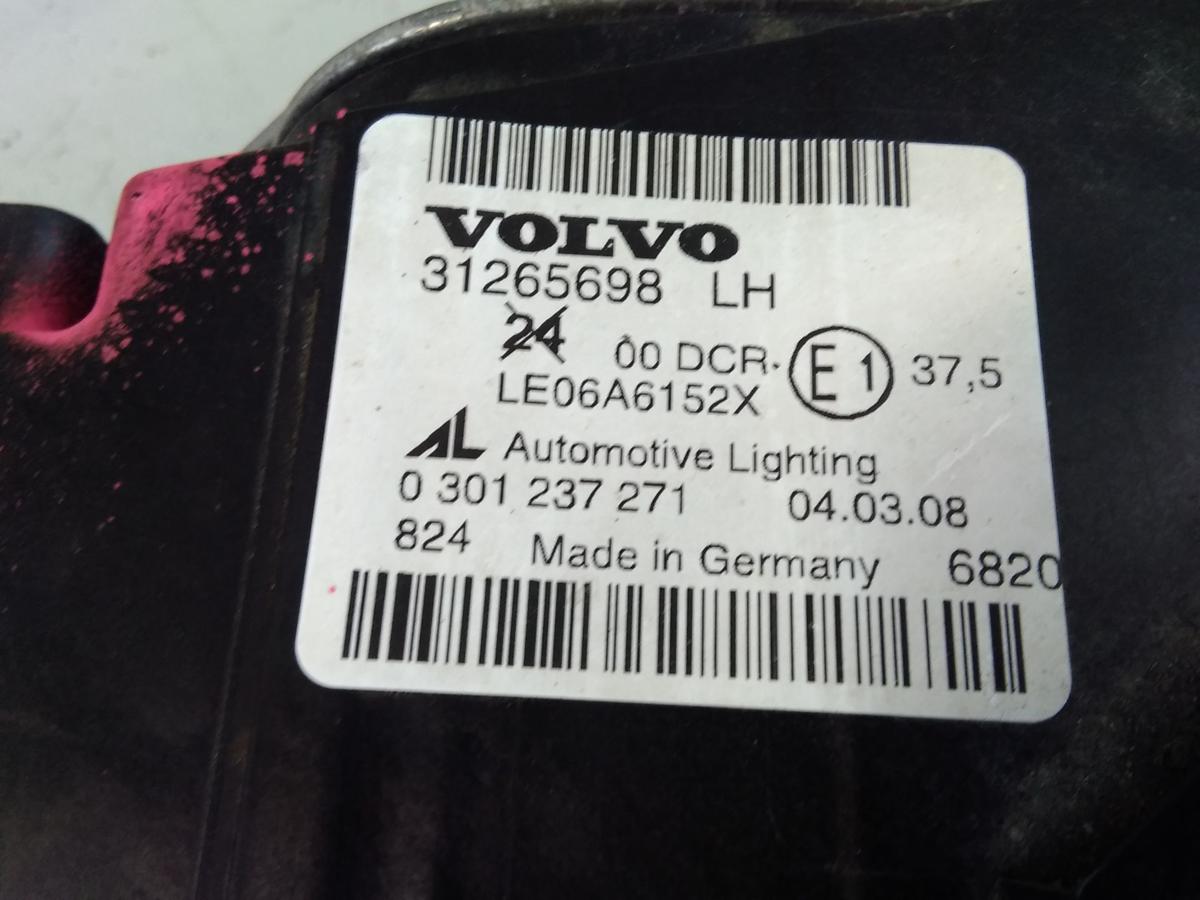 VOLVO
31265698 LH
24 00 DCR. E1 37,5
LE06A6152X
AL Automotive Lighting
0 301 237 271 04.03.08
824 Made in Germany 6820